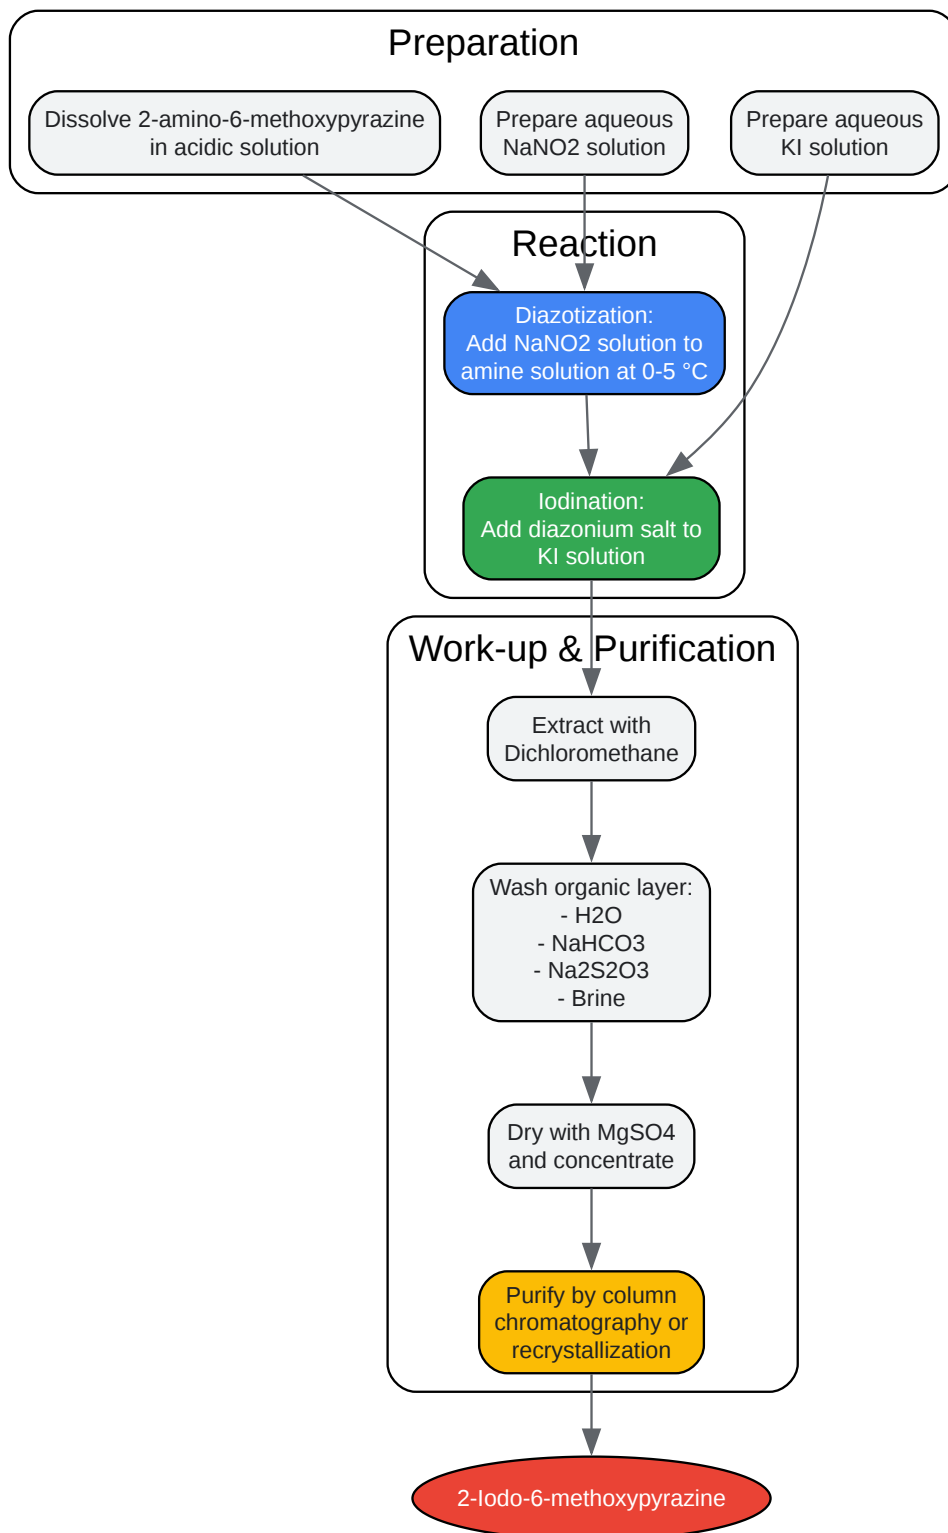 Preparation
Dissolve 2-amino-6-methoxypyrazine
in acidic solution
Prepare aqueous
NaNO2 solution
Prepare aqueous
KI solution
Reaction
Diazotization:
Add NaNO2 solution to
amine solution at 0-5 °C
Iodination:
Add diazonium salt to
KI solution
Work-up & Purification
Extract with
Dichloromethane
Wash organic layer:
- H2O
- NaHCO3
- Na2S2O3
- Brine
Dry with MgSO4
and concentrate
Purify by column
chromatography or
recrystallization
2-Iodo-6-methoxypyrazine